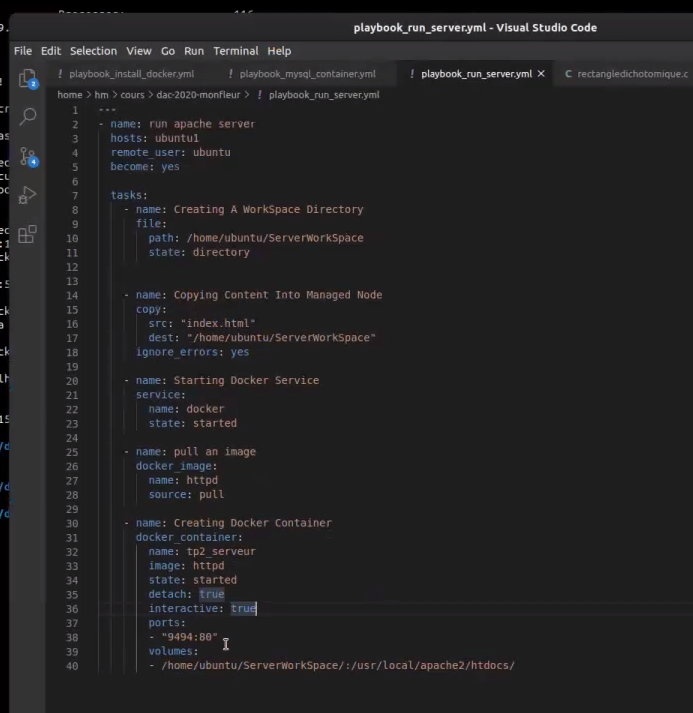 playbook_run_server.yml - Visual Studio Code
File Edit Selection View Go Run Terminal Help
! playbook_install_docker.yml ! playbook_mysql_container.yml ! playbook_run_server.yml × C rectangledichotomique.c
home > hm > cours > dac-2020-monfleur > ! playbook_run_server.yml
1 ---
2 - name: run apache server
3 hosts: ubuntu1
4 remote_user: ubuntu
5 become: yes
6
7 tasks:
8 - name: Creating A WorkSpace Directory
9 file:
10 path: /home/ubuntu/ServerWorkSpace
11 state: directory
12
13
14 - name: Copying Content Into Managed Node
15 copy:
16 src: "index.html"
17 dest: "/home/ubuntu/ServerWorkSpace"
18 ignore_errors: yes
19
20 - name: Starting Docker Service
21 service:
22 name: docker
23 state: started
24
25 - name: pull an image
26 docker_image:
27 name: httpd
28 source: pull
29
30 - name: Creating Docker Container
31 docker_container:
32 name: tp2_serveur
33 image: httpd
34 state: started
35 detach: true
36 interactive: true
37 ports:
38 - "9494:80"
39 volumes:
40 - /home/ubuntu/ServerWorkSpace/:/usr/local/apache2/htdocs/
2
4